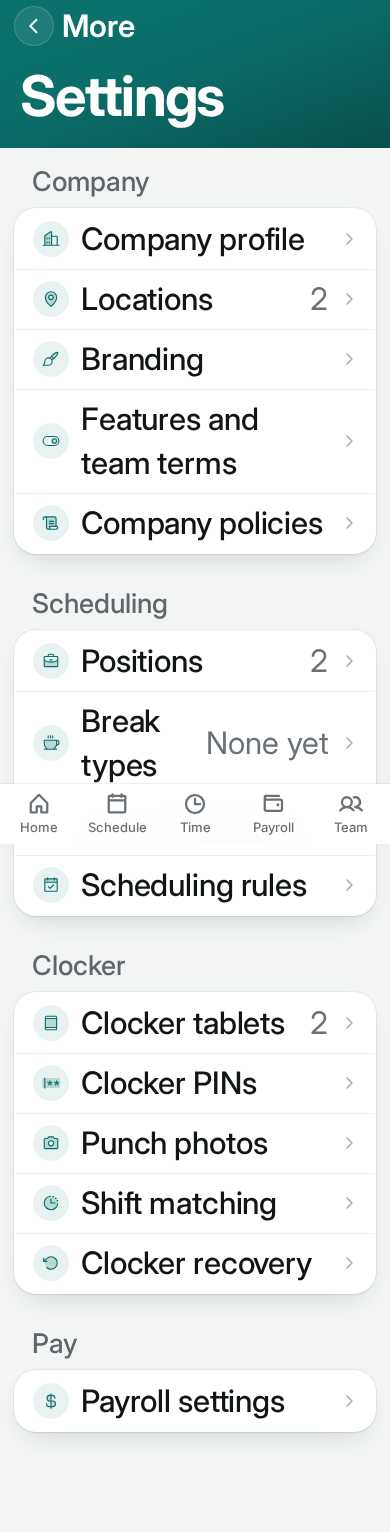 More
Settings
Company
Company profile
Locations 2
Branding
Features and
team terms
Company policies
Scheduling
Positions 2
Break
types None yet
Home Schedule Time Payroll Team
Scheduling rules
Clocker
Clocker tablets 2
Clocker PINs
Punch photos
Shift matching
Clocker recovery
Pay
Payroll settings